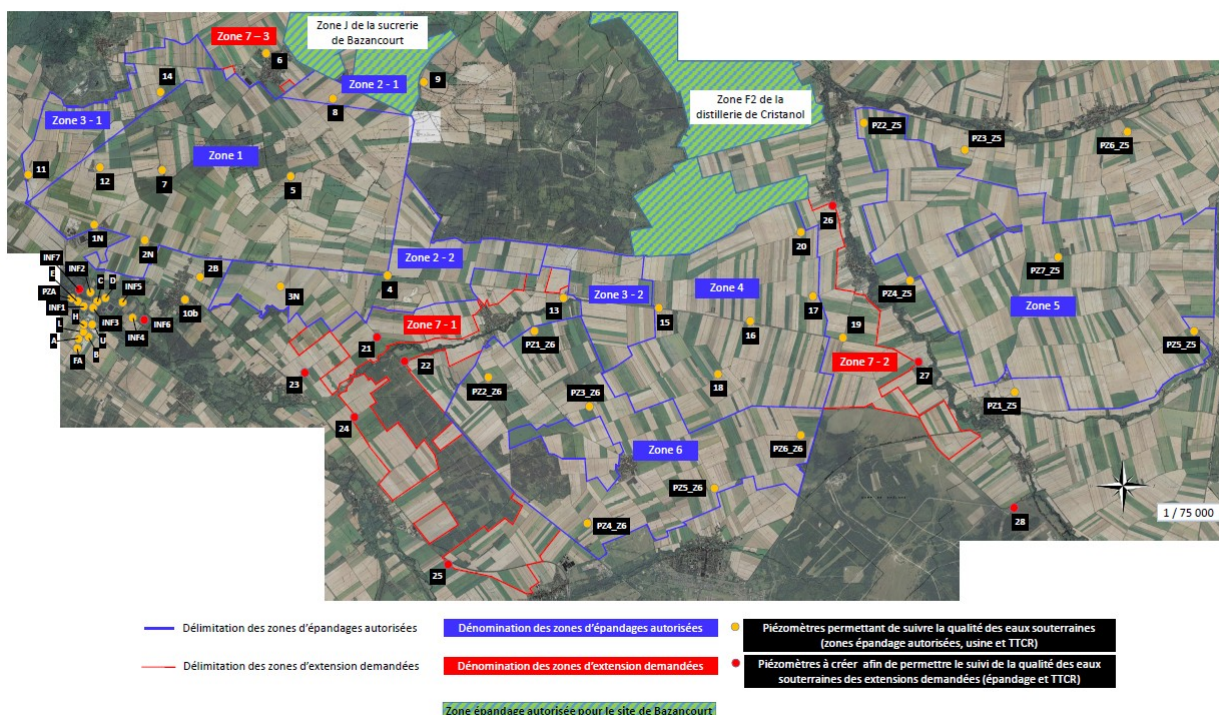 Zone J de la sucrerie
de Bazancourt
Zone 7 – 3
6
14
Zone 2 - 1
9
8
Zone F2 de la
distillerie de Cristanol
Zone 3 - 1
PZ2_Z5
PZ3_Z5
PZ6_Z5
Zone 1
11
12
7
5
26
1N
20
2N
INF7
INF2
E
C
D
INF5
2B
Zone 2 - 2
PZ7_Z5
PZA
3N
4
Zone 3 - 2
Zone 4
PZ4_Z5
INF1
10b
13
17
Zone 5
H
INF3
INF6
15
L
INF4
Zone 7 - 1
16
19
A
U
21
PZ1_Z6
PZ5_Z5
B
FA
22
Zone 7 - 2
27
23
PZ2_Z6
PZ3_Z6
18
PZ1_Z5
24
Zone 6
PZ6_Z6
PZ5_Z6
1 / 75 000
28
PZ4_Z6
25
Délimitation des zones d'épandages autorisées
Dénomination des zones d'épandages autorisées
Piézomètres permettant de suivre la qualité des eaux souterraines
(zones épandage autorisées, usine et TTCR)
Délimitation des zones d'extension demandées
Dénomination des zones d'extension demandées
Piézomètres à créer afin de permettre le suivi de la qualité des eaux
souterraines des extensions demandées (épandage et TTCR)
Zone épandage autorisée pour le site de Bazancourt